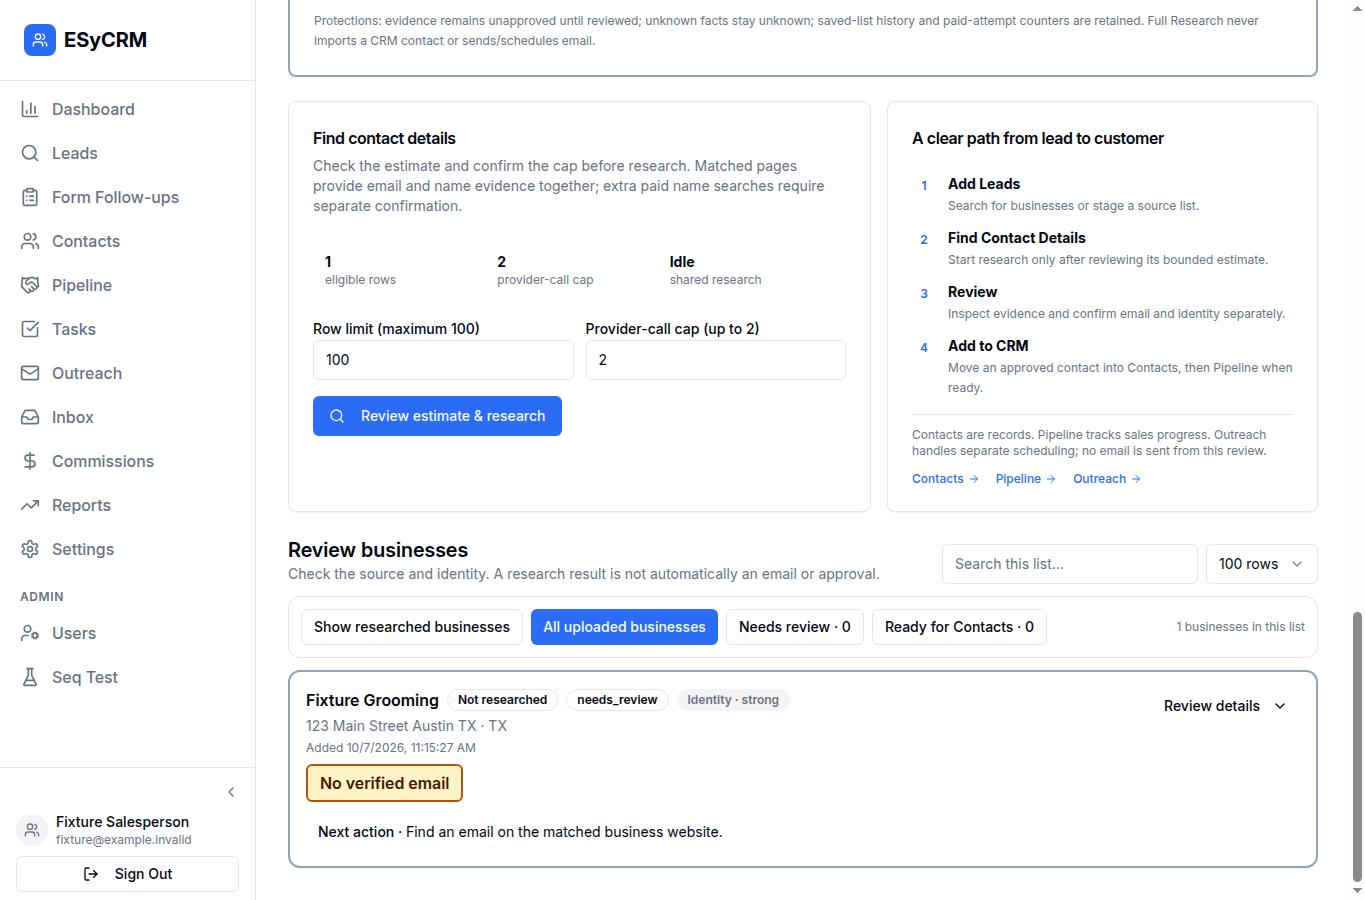 ESyCRM
Dashboard
Leads
Form Follow-ups
Contacts
Pipeline
Tasks
Outreach
Inbox
Commissions
Reports
Settings
ADMIN
Users
Seq Test
Fixture Salesperson
fixture@example.invalid
Sign Out
Protections: evidence remains unapproved until reviewed; unknown facts stay unknown; saved-list history and paid-attempt counters are retained. Full Research never
imports a CRM contact or sends/schedules email.
Find contact details
Check the estimate and confirm the cap before research. Matched pages
provide email and name evidence together; extra paid name searches require
separate confirmation.
1
eligible rows
2
provider-call cap
Idle
shared research
Row limit (maximum 100)
100
Provider-call cap (up to 2)
2
Review estimate & research
A clear path from lead to customer
1 Add Leads
Search for businesses or stage a source list.
2 Find Contact Details
Start research only after reviewing its bounded estimate.
3 Review
Inspect evidence and confirm email and identity separately.
4 Add to CRM
Move an approved contact into Contacts, then Pipeline when
ready.
Contacts are records. Pipeline tracks sales progress. Outreach
handles separate scheduling; no email is sent from this review.
Contacts → Pipeline → Outreach →
Review businesses
Check the source and identity. A research result is not automatically an email or approval.
Search this list...
100 rows
Show researched businesses
All uploaded businesses
Needs review · 0
Ready for Contacts · 0
1 businesses in this list
Fixture Grooming Not researched needs_review Identity · strong
Review details
123 Main Street Austin TX · TX
Added 10/7/2026, 11:15:27 AM
No verified email
Next action · Find an email on the matched business website.